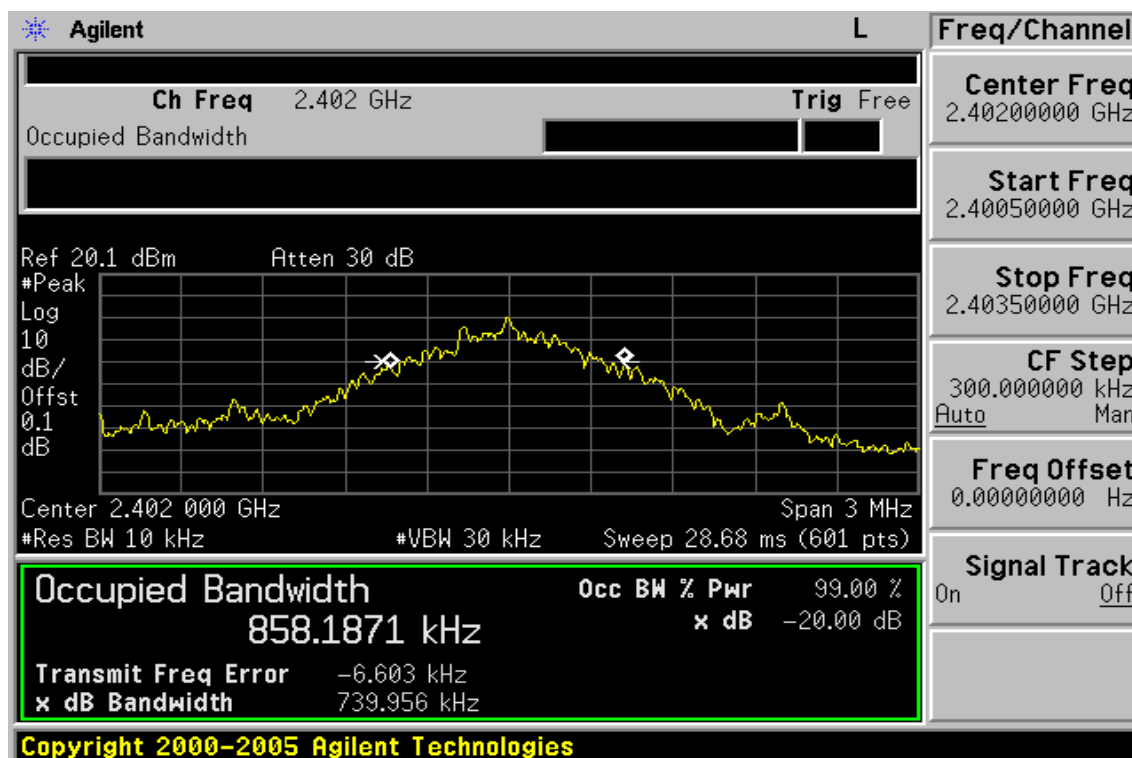 Agilent L Freq/Channel
Ch Freq 2.402 GHz Trig Free
Occupied Bandwidth
Center Freq
2.40200000 GHz
Start Freq
2.40050000 GHz
Stop Freq
2.40350000 GHz
CF Step
300.000000 kHz
Auto Man
Freq Offset
0.00000000 Hz
Signal Track
On Off
Ref 20.1 dBm Atten 30 dB
#Peak
Log
10
dB/
Offst
0.1
dB
Center 2.402 000 GHz Span 3 MHz
#Res BW 10 kHz #VBW 30 kHz Sweep 28.68 ms (601 pts)
Occupied Bandwidth Occ BW % Pwr 99.00 %
858.1871 kHz x dB -20.00 dB
Transmit Freq Error -6.603 kHz
x dB Bandwidth 739.956 kHz
Copyright 2000-2005 Agilent Technologies